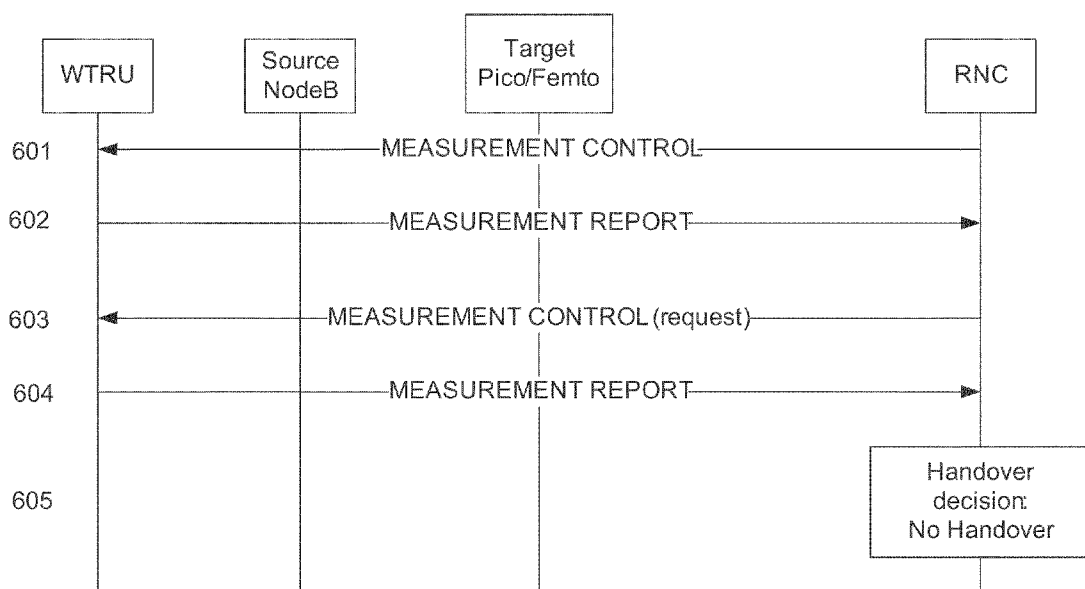 WTRU
Source
NodeB
Target
Pico/Femto
RNC
601
MEASUREMENT CONTROL
602
MEASUREMENT REPORT
603
MEASUREMENT CONTROL (request)
604
MEASUREMENT REPORT
605
Handover
decision:
No Handover